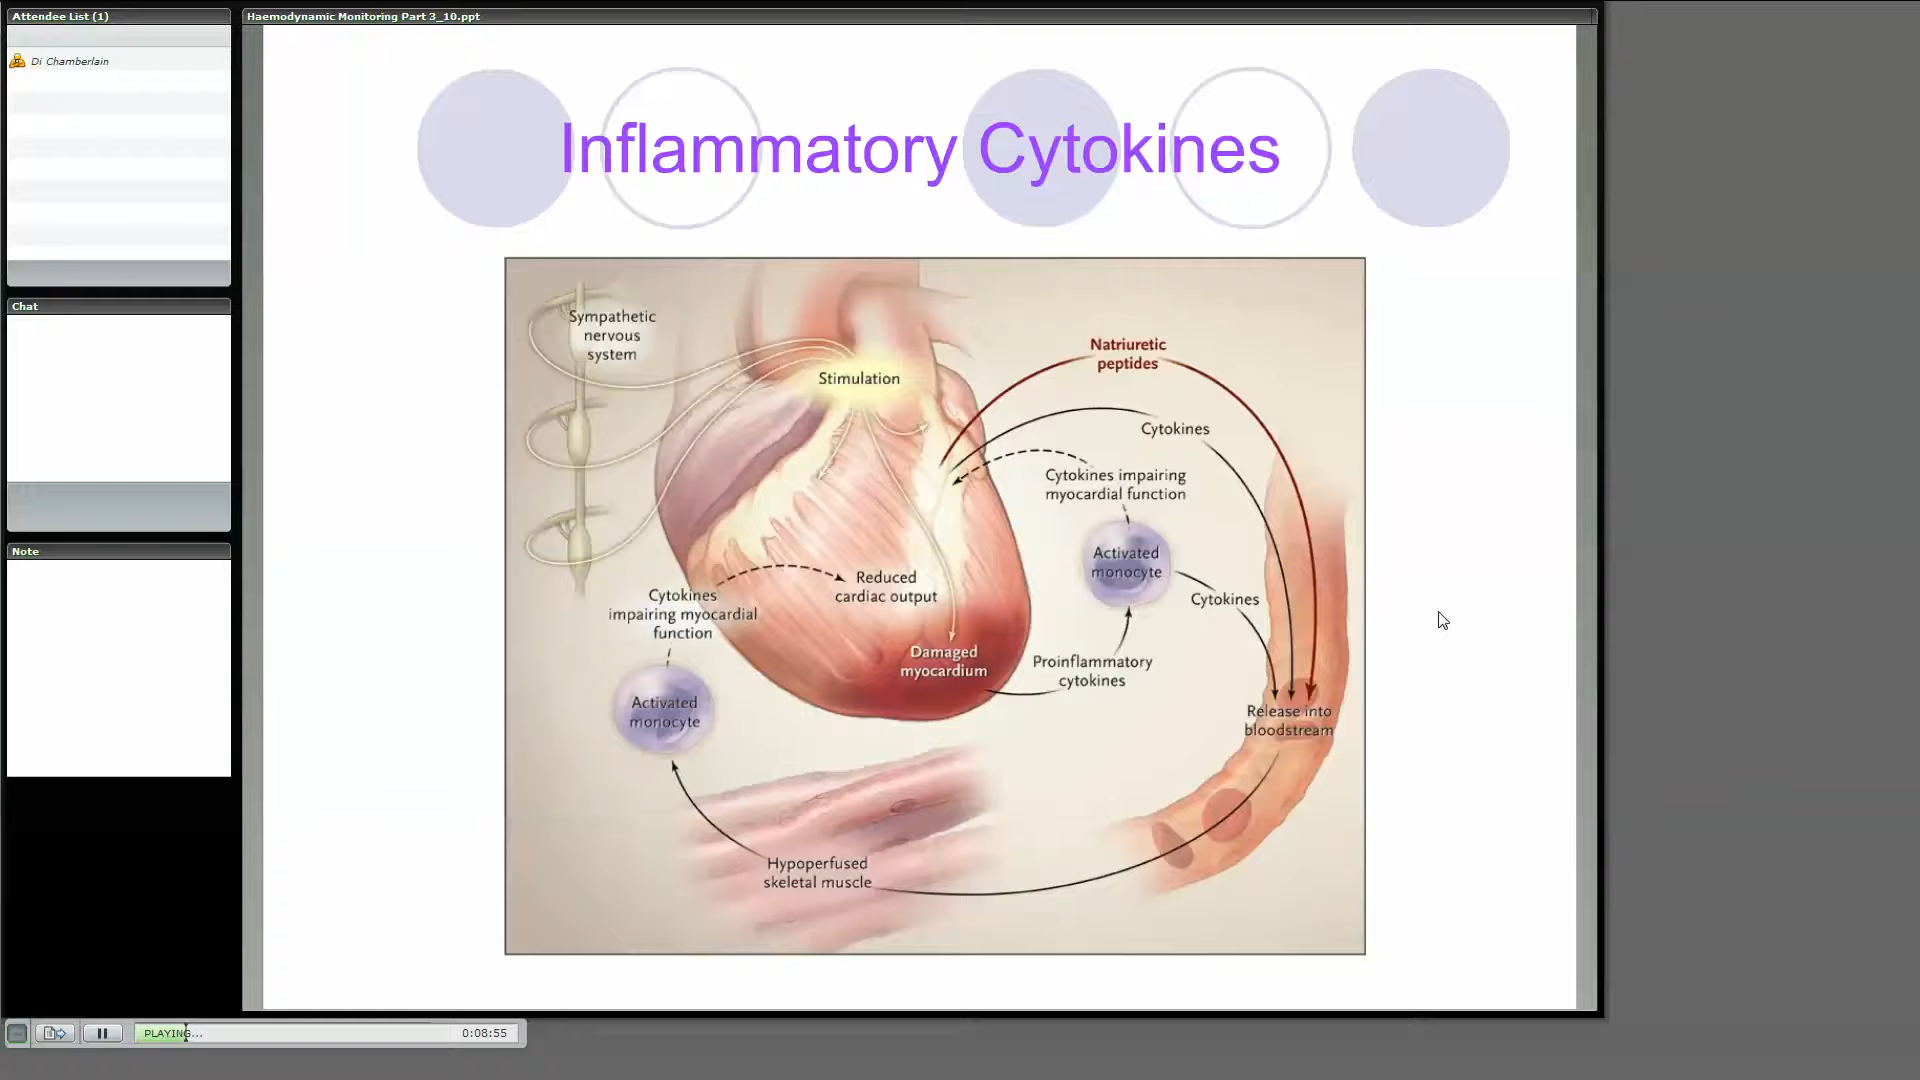 Attendee List (1)
Haemodynamic Monitoring Part 3_10.ppt
Di Chamberlain
Chat
Note
Inflammatory Cytokines
Sympathetic
nervous
system
Stimulation
Natriuretic
peptides
Cytokines
Cytokines impairing
myocardial function
Activated
monocyte
Cytokines
Reduced
cardiac output
Cytokines
impairing myocardial
function
Damaged
myocardium
Proinflammatory
cytokines
Activated
monocyte
Release into
bloodstream
Hypoperfused
skeletal muscle
PLAYING...
0:08:55